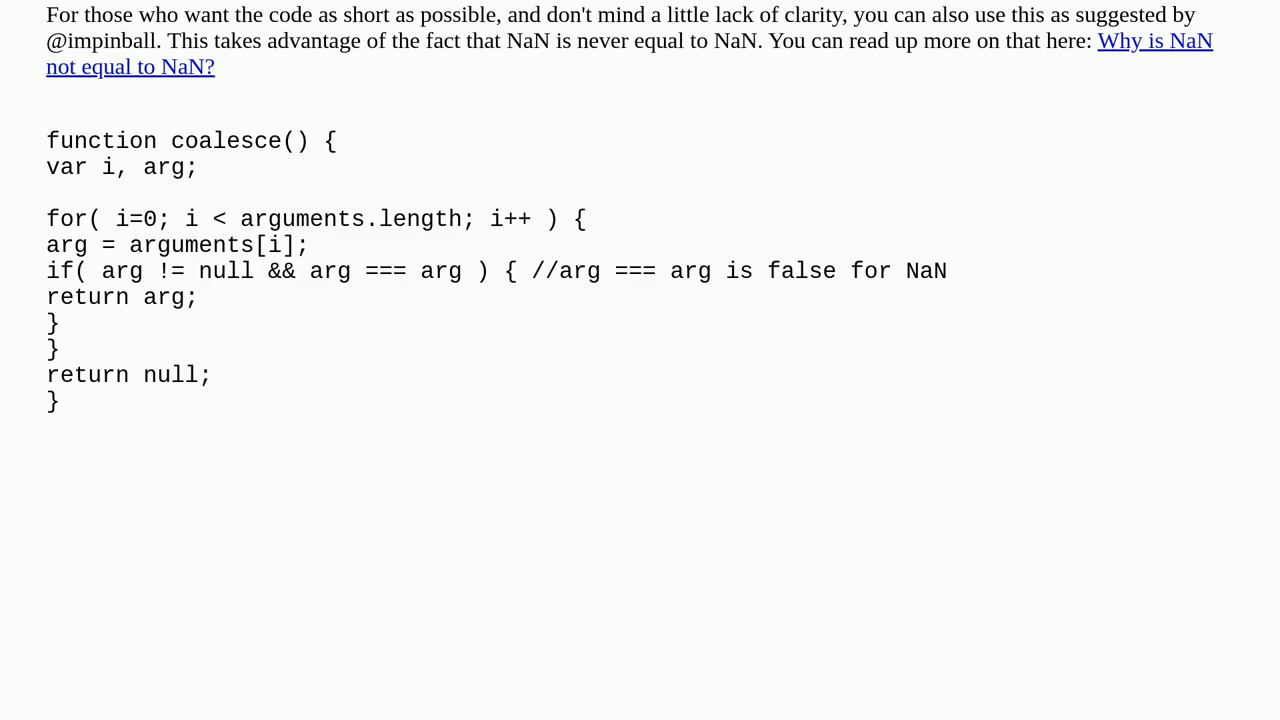 For those who want the code as short as possible, and don't mind a little lack of clarity, you can also use this as suggested by
@impinball. This takes advantage of the fact that NaN is never equal to NaN. You can read up more on that here: Why is NaN
not equal to NaN?
function coalesce() {
var i, arg;
for( i=0; i < arguments.length; i++ ) {
arg = arguments[i];
if( arg != null && arg === arg ) { //arg === arg is false for NaN
return arg;
}
}
return null;
}